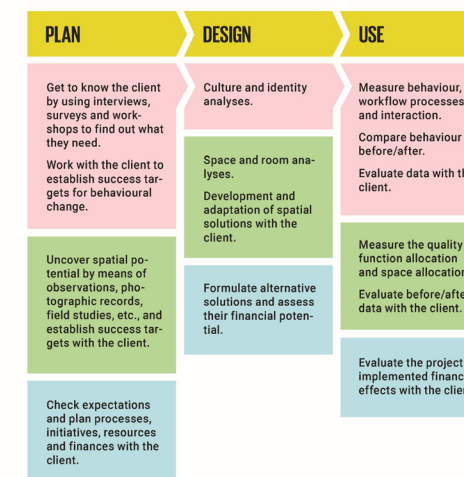 PLAN
Get to know the client
by using interviews,
surveys and work-
shops to find out what
they need.
Work with the client to
establish success tar-
gets for behavioural
change.
Uncover spatial po-
tential by means of
observations, pho-
tographic records,
field studies, etc., and
establish success tar-
gets with the client.
Check expectations
and plan processes,
initiatives, resources
and finances with the
client.
DESIGN
Culture and identity
analyses.
Space and room ana-
lyses.
Development and
adaptation of spatial
solutions with the
client.
Formulate alternative
solutions and assess
their financial poten-
tial.
USE
Measure behaviour,
workflow processes
and interaction.
Compare behaviour
before/after.
Evaluate data with
client.
Measure the quality
function allocation
and space allocation
Evaluate
data with the client.
Evaluate the project
implemented
effects with the